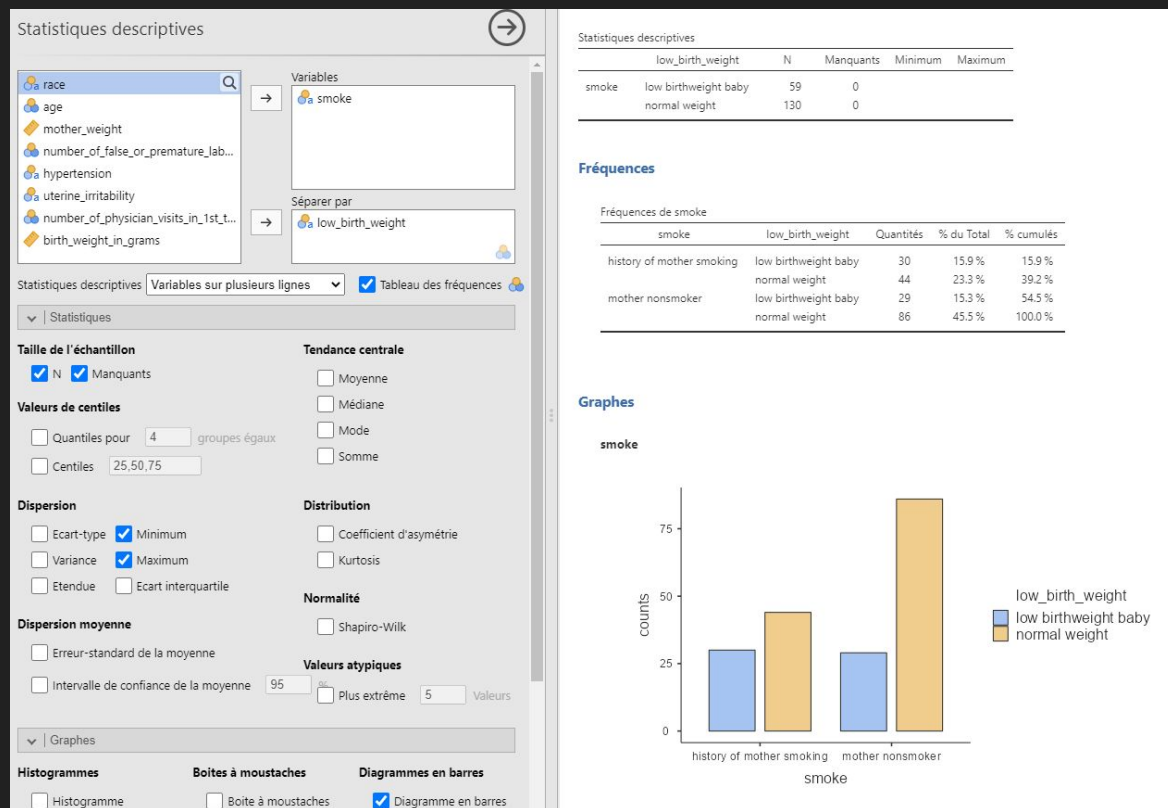 Statistiques descriptives
race
age
mother_weight
number_of_false_or_premature_lab...
hypertension
uterine_irritability
number_of_physician_visits_in_1st_t...
birth_weight_in_grams
Variables
smoke
Séparer par
low_birth_weight
Statistiques descriptives Variables sur plusieurs lignes Tableau des fréquences
Statistiques
Taille de l'échantillon
N Manquants
Valeurs de centiles
Quantiles pour 4 groupes égaux
Centiles 25,50,75
Tendance centrale
Moyenne
Médiane
Mode
Somme
Dispersion
Ecart-type Minimum
Variance Maximum
Etendue Ecart interquartile
Distribution
Coefficient d'asymétrie
Kurtosis
Normalité
Shapiro-Wilk
Dispersion moyenne
Erreur-standard de la moyenne
Intervalle de confiance de la moyenne 95 %
Valeurs atypiques
Plus extrême 5 Valeurs
Graphes
Histogrammes Boites à moustaches Diagrammes en barres
Histogramme Boite à moustaches Diagramme en barres
Statistiques descriptives
low_birth_weight N Manquants Minimum Maximum
smoke low birthweight baby 59 0
normal weight 130 0
Fréquences
Fréquences de smoke
smoke low_birth_weight Quantités % du Total % cumulés
history of mother smoking low birthweight baby 30 15.9 % 15.9 %
normal weight 44 23.3 % 39.2 %
mother nonsmoker low birthweight baby 29 15.3 % 54.5 %
normal weight 86 45.5 % 100.0 %
Graphes
smoke
75
50
25
0
counts
history of mother smoking mother nonsmoker
smoke
low_birth_weight
low birthweight baby
normal weight